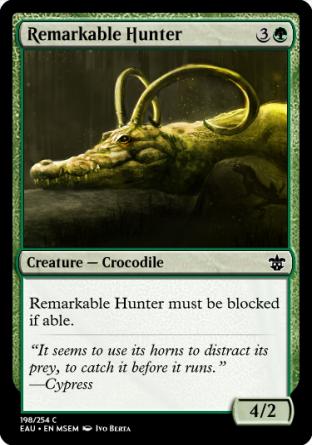 Remarkable Hunter 3
Creature — Crocodile
Remarkable Hunter must be blocked
if able.
"It seems to use its horns to distract its
prey, to catch it before it runs."
—Cypress
4/2
198/254 C
EAU • EN MSEM Ivo Berta